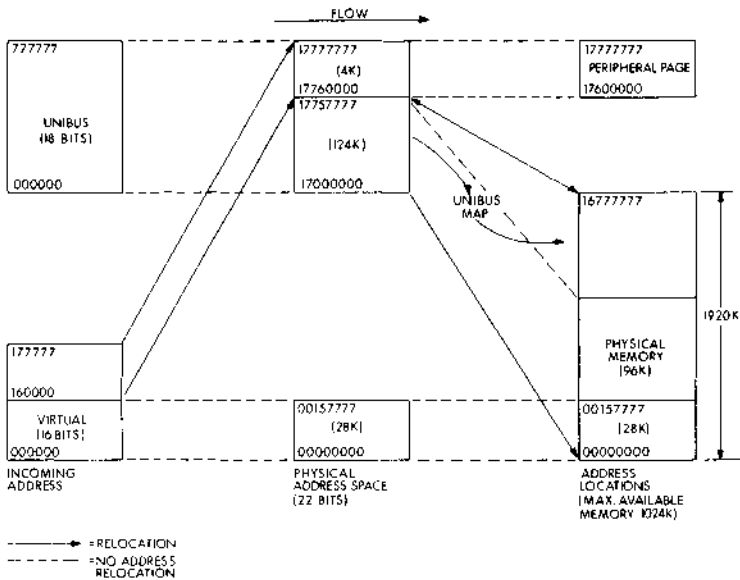 FLOW
777777
UNIBUS
(18 BITS)
000000
177777
160000
VIRTUAL
(16 BITS)
000000
INCOMING
ADDRESS
17777777
(4K)
17760000
17757777
(124K)
17000000
UNIBUS
MAP
00157777
(28K)
00000000
PHYSICAL
ADDRESS SPACE
(22 BITS)
17777777
PERIPHERAL PAGE
17600000
16777777
1920K
PHYSICAL
MEMORY
(96K)
00157777
(28K)
00000000
ADDRESS
LOCATIONS
(MAX. AVAILABLE
MEMORY 1024K)
=RELOCATION
=NO ADDRESS
RELOCATION